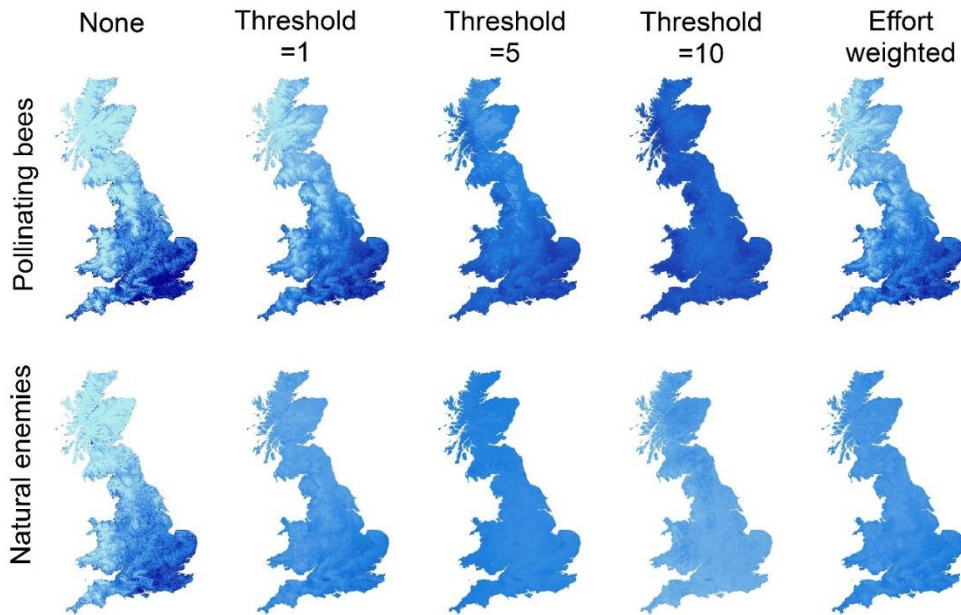 None
Threshold
=1
Threshold
=5
Threshold
=10
Effort
weighted
Pollinating bees
Natural enemies